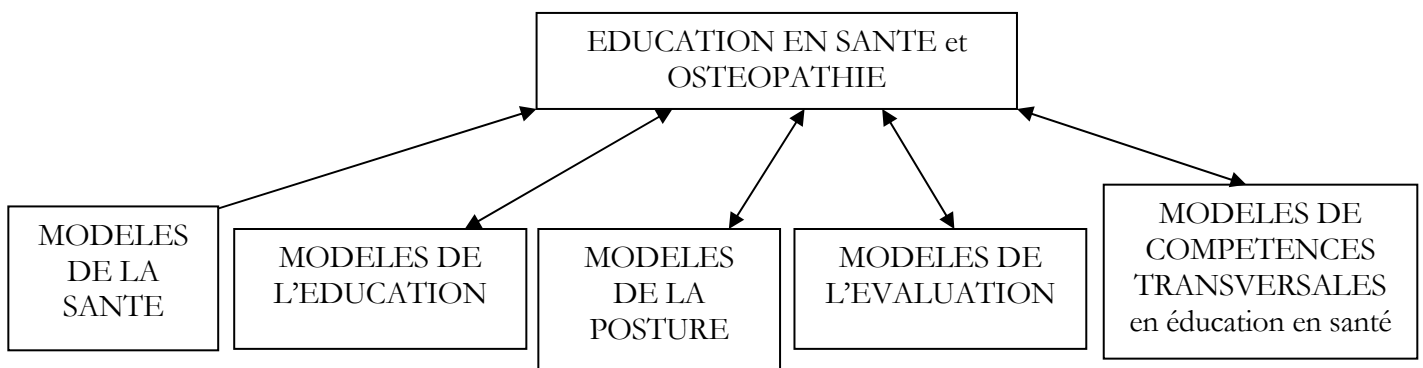 EDUCATION EN SANTE et
OSTEOPATHIE
MODELES
DE LA
SANTE
MODELES DE
L'EDUCATION
MODELES
DE LA
POSTURE
MODELES DE
L'EVALUATION
MODELES DE
COMPETENCES
TRANSVERSALES
en éducation en santé